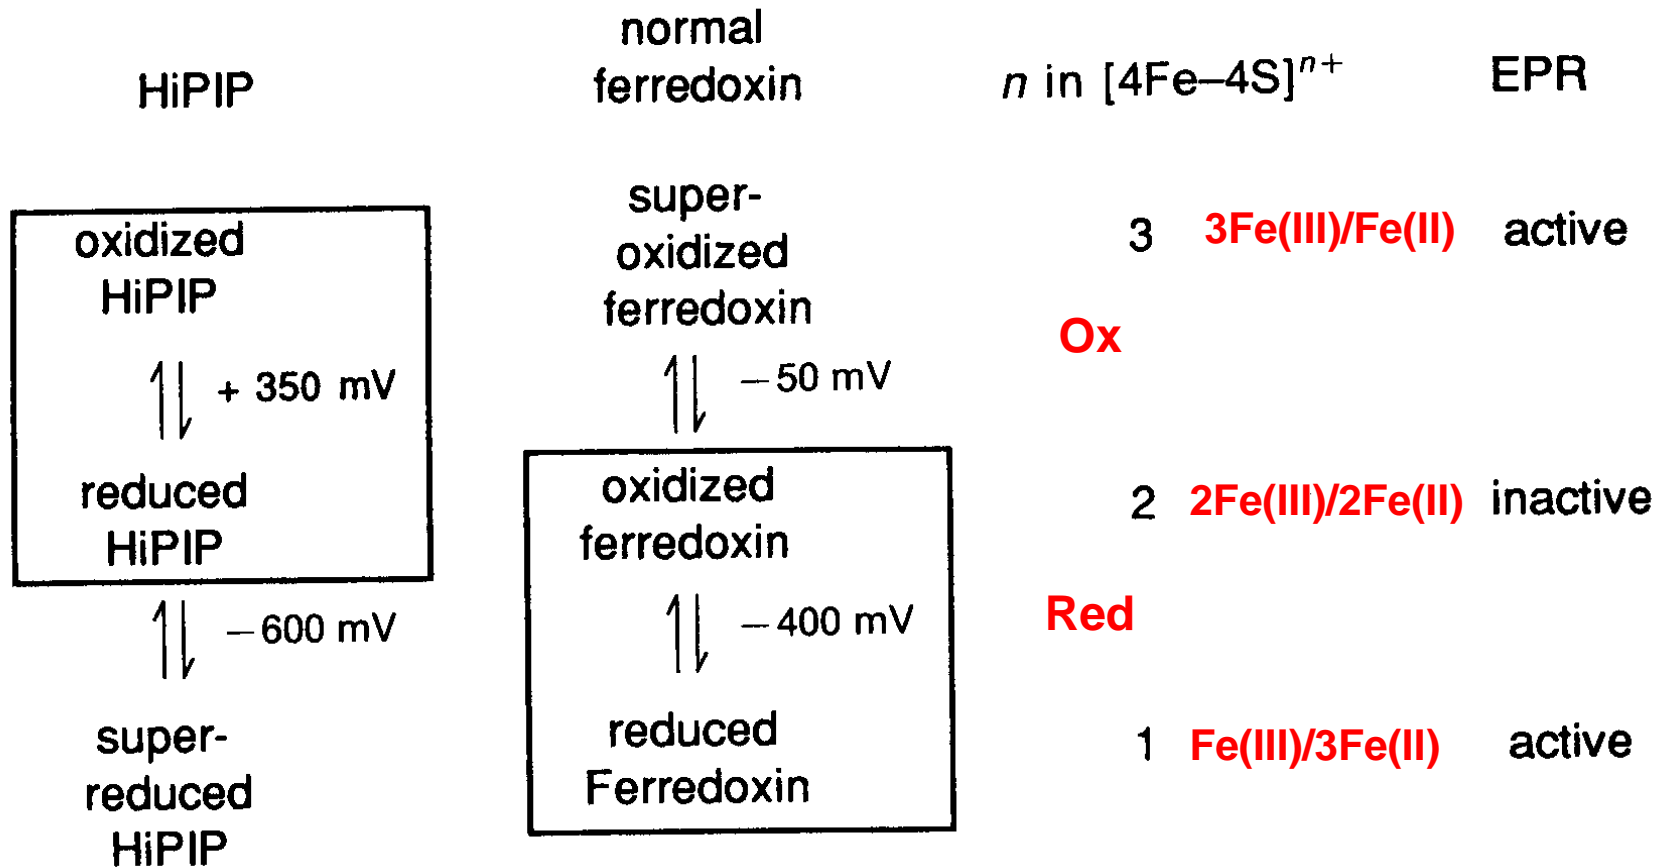 HiPIP
normal
ferredoxin
n in [4Fe–4S]ⁿ⁺
EPR
oxidized
HiPIP
+ 350 mV
reduced
HiPIP
– 600 mV
super-
reduced
HiPIP
super-
oxidized
ferredoxin
– 50 mV
oxidized
ferredoxin
– 400 mV
reduced
Ferredoxin
3 3Fe(III)/Fe(II) active
Ox
2 2Fe(III)/2Fe(II) inactive
Red
1 Fe(III)/3Fe(II) active